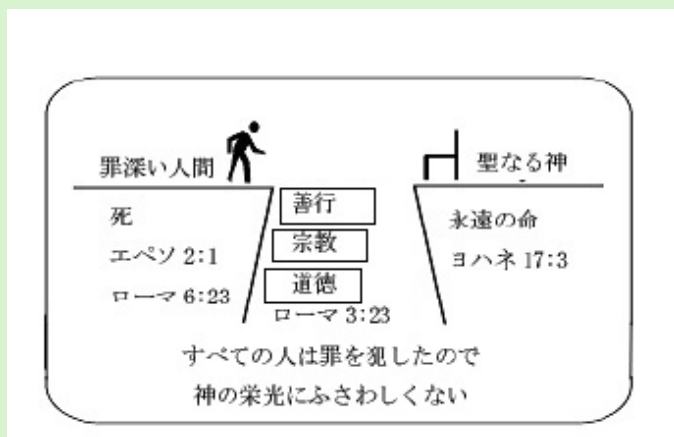 罪深い人間
聖なる神
死
エペソ 2:1
ローマ 6:23
善行
宗教
道徳
ローマ 3:23
永遠の命
ヨハネ 17:3
すべての人は罪を犯したので
神の栄光にふさわしくない